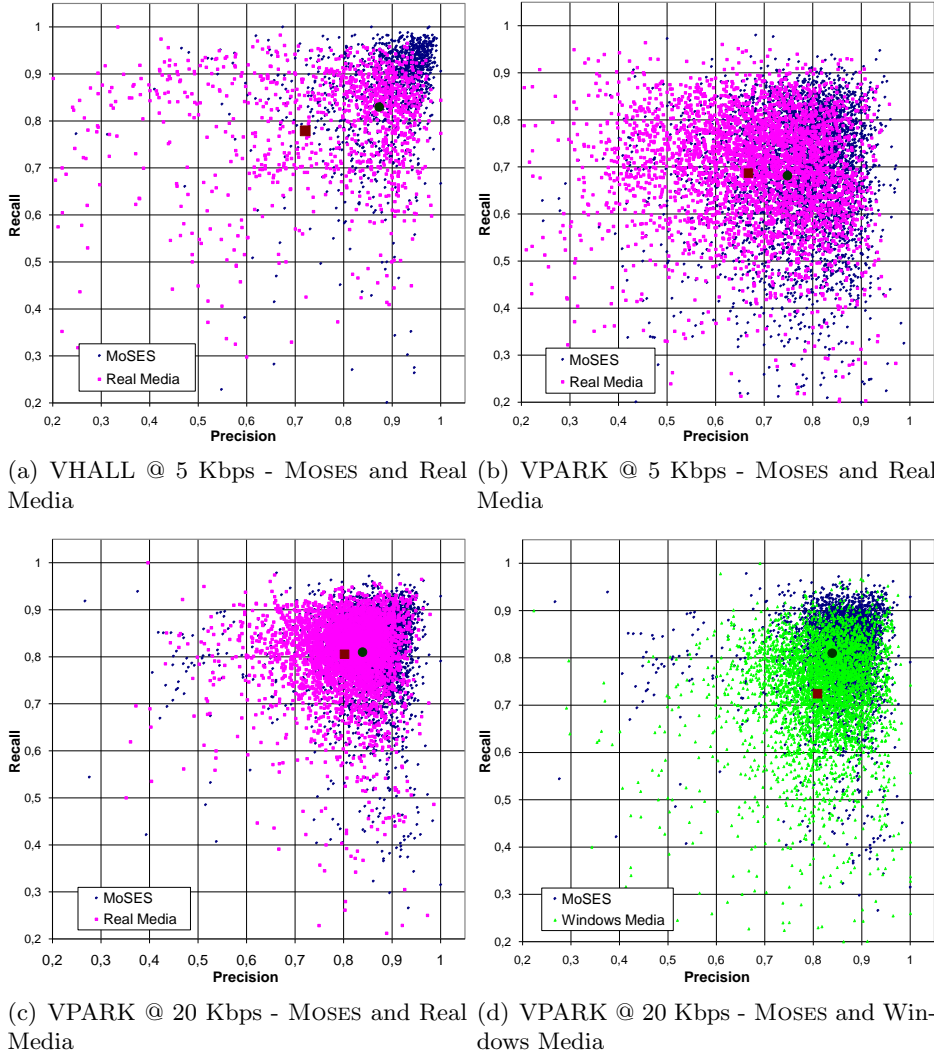 1
0,9
0,8
0,7
0,6
0,5
0,4
0,3
0,2
Recall
0,2 0,3 0,4 0,5 0,6 0,7 0,8 0,9 1
Precision
MoSES
Real Media
1
0,9
0,8
0,7
0,6
0,5
0,4
0,3
0,2
Recall
0,2 0,3 0,4 0,5 0,6 0,7 0,8 0,9 1
Precision
MoSES
Real Media
(a) VHALL @ 5 Kbps - MOSES and Real
Media
(b) VPARK @ 5 Kbps - MOSES and Real
Media
1
0,9
0,8
0,7
0,6
0,5
0,4
0,3
0,2
Recall
0,2 0,3 0,4 0,5 0,6 0,7 0,8 0,9 1
Precision
MoSES
Real Media
1
0,9
0,8
0,7
0,6
0,5
0,4
0,3
0,2
Recall
0,2 0,3 0,4 0,5 0,6 0,7 0,8 0,9 1
Precision
MoSES
Windows Media
(c) VPARK @ 20 Kbps - MOSES and Real
Media
(d) VPARK @ 20 Kbps - MOSES and Win-
dows Media